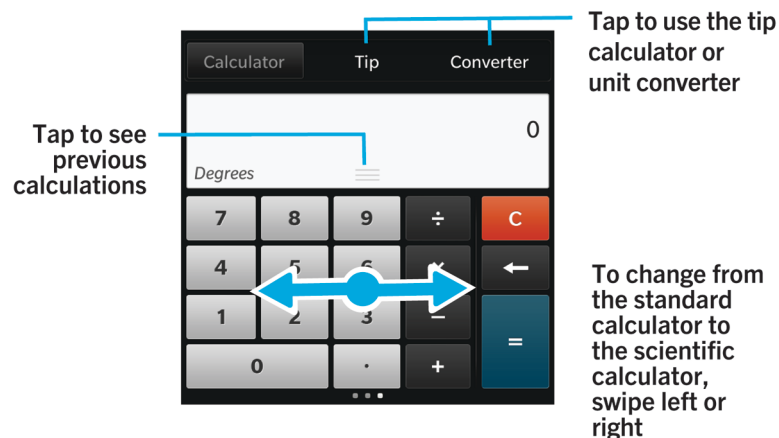 Tap to use the tip
calculator or
unit converter
Calculator Tip Converter
Tap to see
previous
calculations
0
Degrees
7 8 9 ÷ C
4 5 6 ←
1 2 3 −
0 . + =
To change from
the standard
calculator to
the scientific
calculator,
swipe left or
right